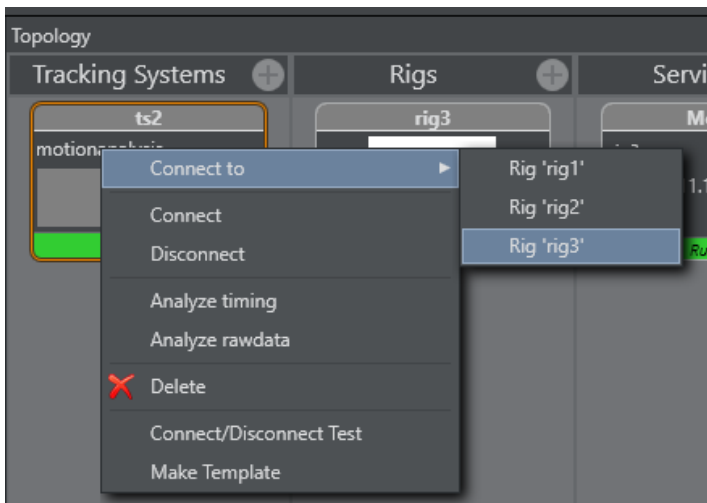 Topology
Tracking Systems
Rigs
ts2
rig3
Connect to
Rig 'rig1'
Rig 'rig2'
Rig 'rig3'
Connect
Disconnect
Analyze timing
Analyze rawdata
Delete
Connect/Disconnect Test
Make Template